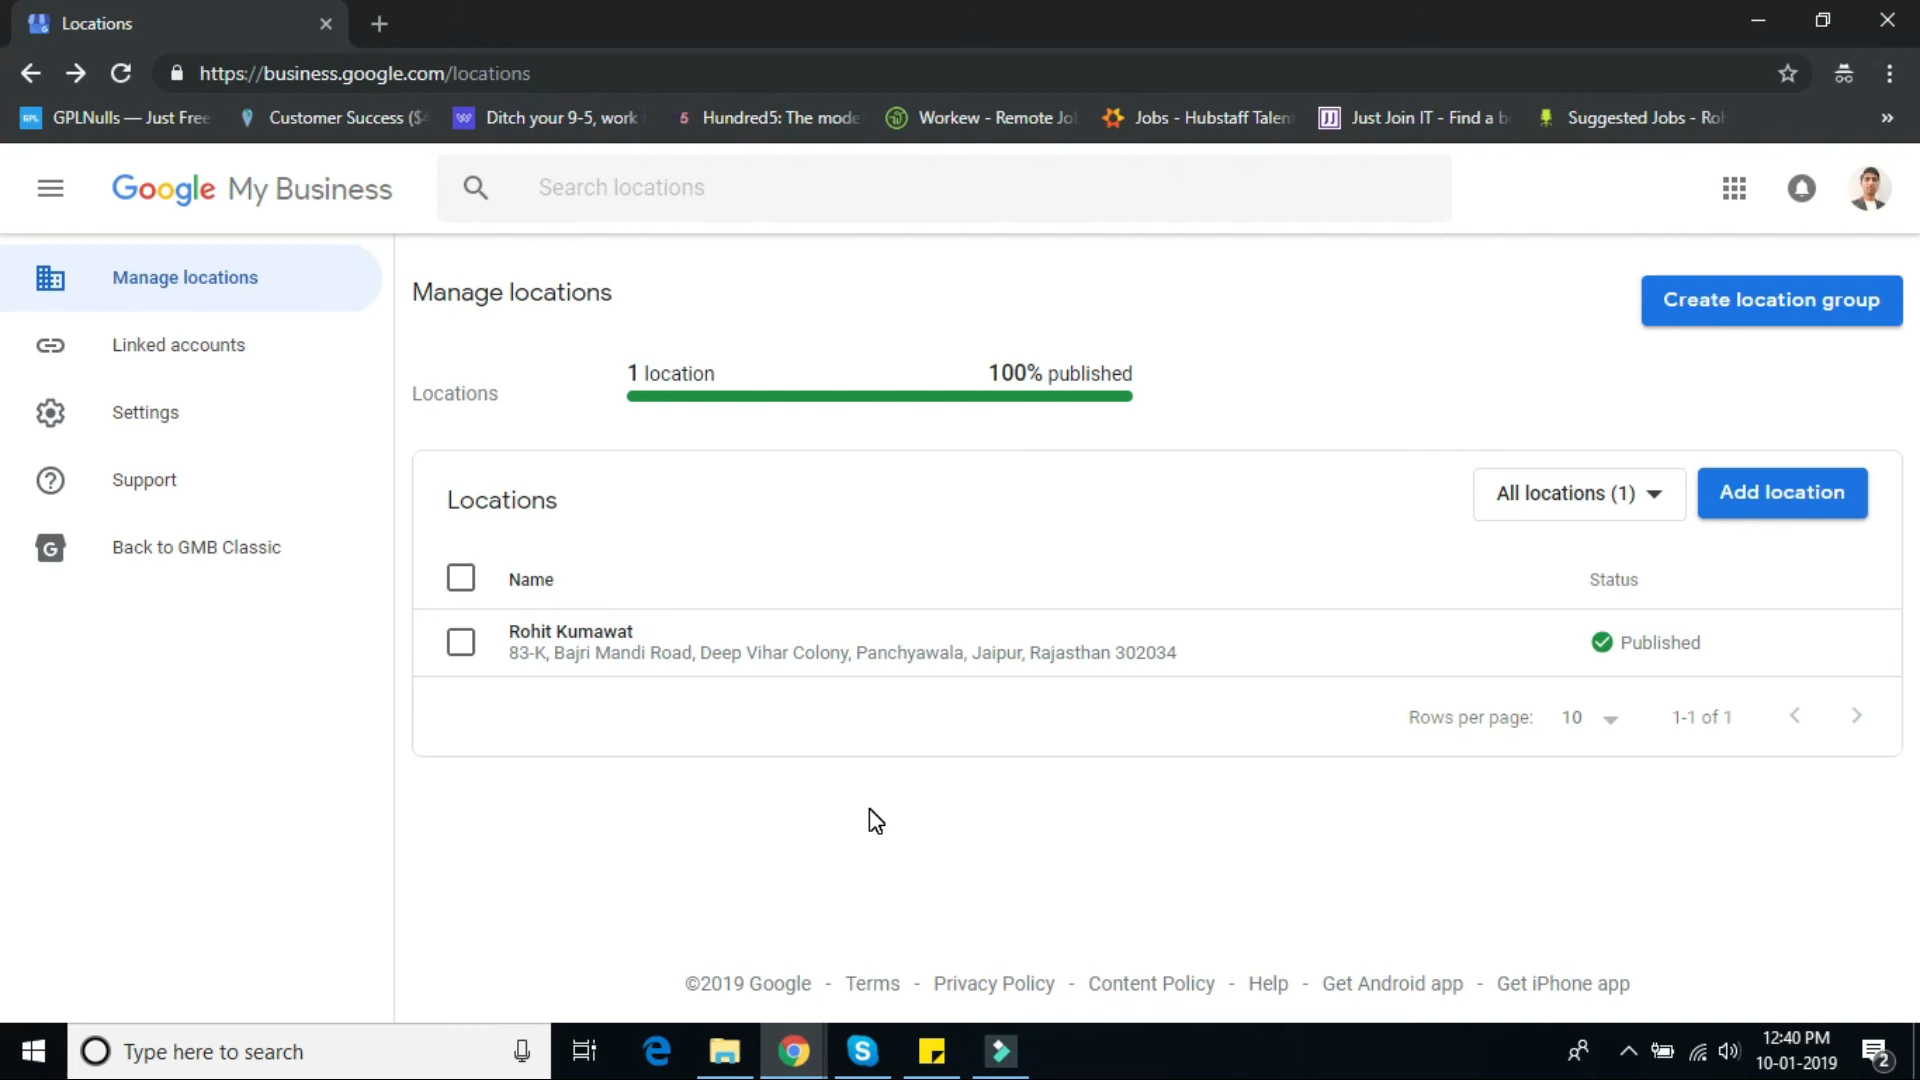 Locations
https://business.google.com/locations
GPLNulls — Just Free
Customer Success ($
Ditch your 9-5, work
Hundred5: The mode
Workew - Remote Jo
Jobs - Hubstaff Talen
Just Join IT - Find a b
Suggested Jobs - Roh
Google My Business
Search locations
Manage locations
Linked accounts
Settings
Support
Back to GMB Classic
Manage locations
Create location group
Locations
1 location
100% published
Locations
All locations (1)
Add location
Name
Status
Rohit Kumawat
83-K, Bajri Mandi Road, Deep Vihar Colony, Panchyawala, Jaipur, Rajasthan 302034
Published
Rows per page: 10
1-1 of 1
©2019 Google - Terms - Privacy Policy - Content Policy - Help - Get Android app - Get iPhone app
Type here to search
12:40 PM
10-01-2019
2